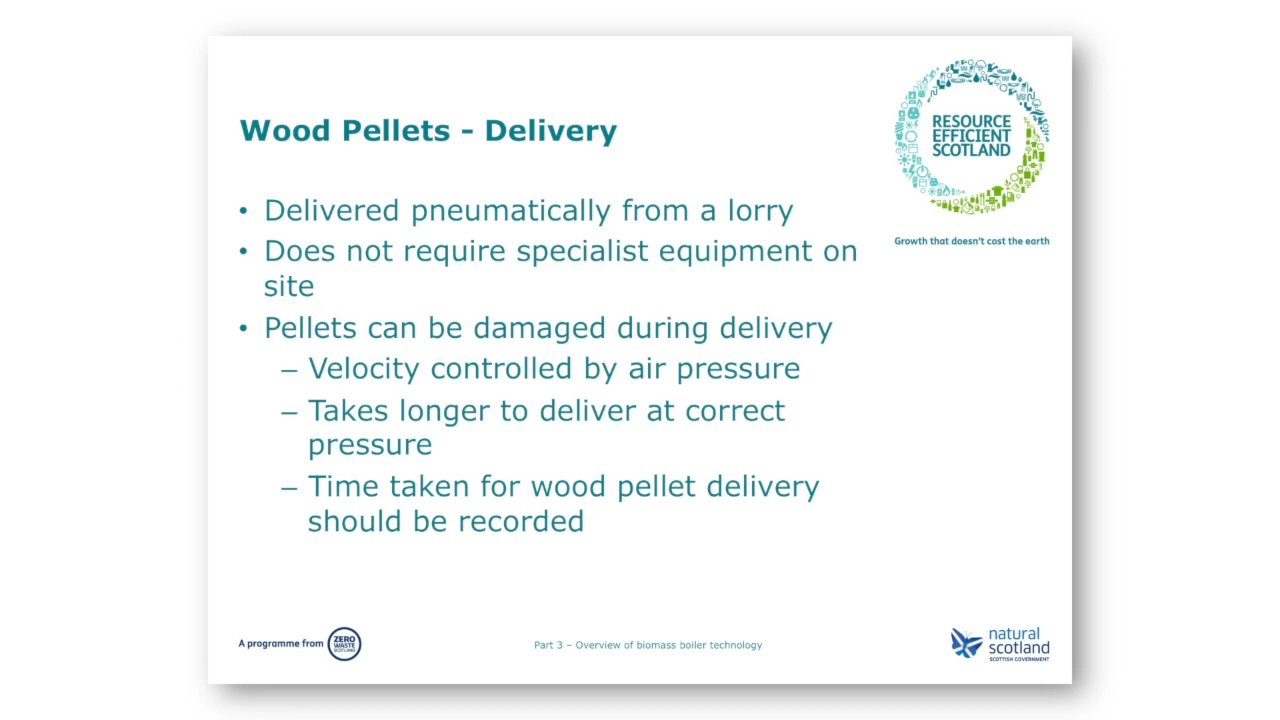 Wood Pellets - Delivery
RESOURCE
EFFICIENT
SCOTLAND
Growth that doesn't cost the earth
• Delivered pneumatically from a lorry
• Does not require specialist equipment on
site
• Pellets can be damaged during delivery
– Velocity controlled by air pressure
– Takes longer to deliver at correct
pressure
– Time taken for wood pellet delivery
should be recorded
A programme from
ZERO
WASTE
SCOTLAND
Part 3 – Overview of biomass boiler technology
natural
scotland
SCOTTISH GOVERNMENT